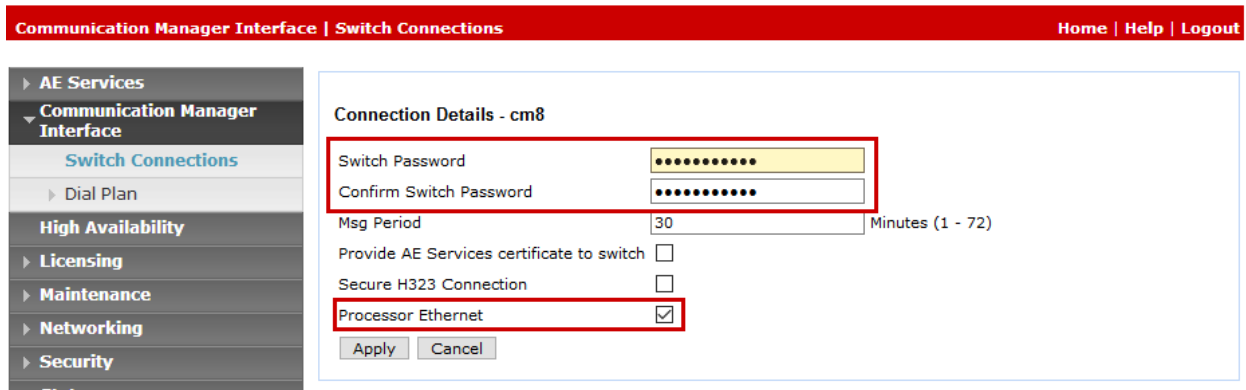 Communication Manager Interface | Switch Connections
Home | Help | Logout
AE Services
Communication Manager
Interface
Switch Connections
Dial Plan
High Availability
Licensing
Maintenance
Networking
Security
Connection Details - cm8
Switch Password •••••••••••
Confirm Switch Password •••••••••••
Msg Period 30 Minutes (1 - 72)
Provide AE Services certificate to switch
Secure H323 Connection
Processor Ethernet
Apply Cancel